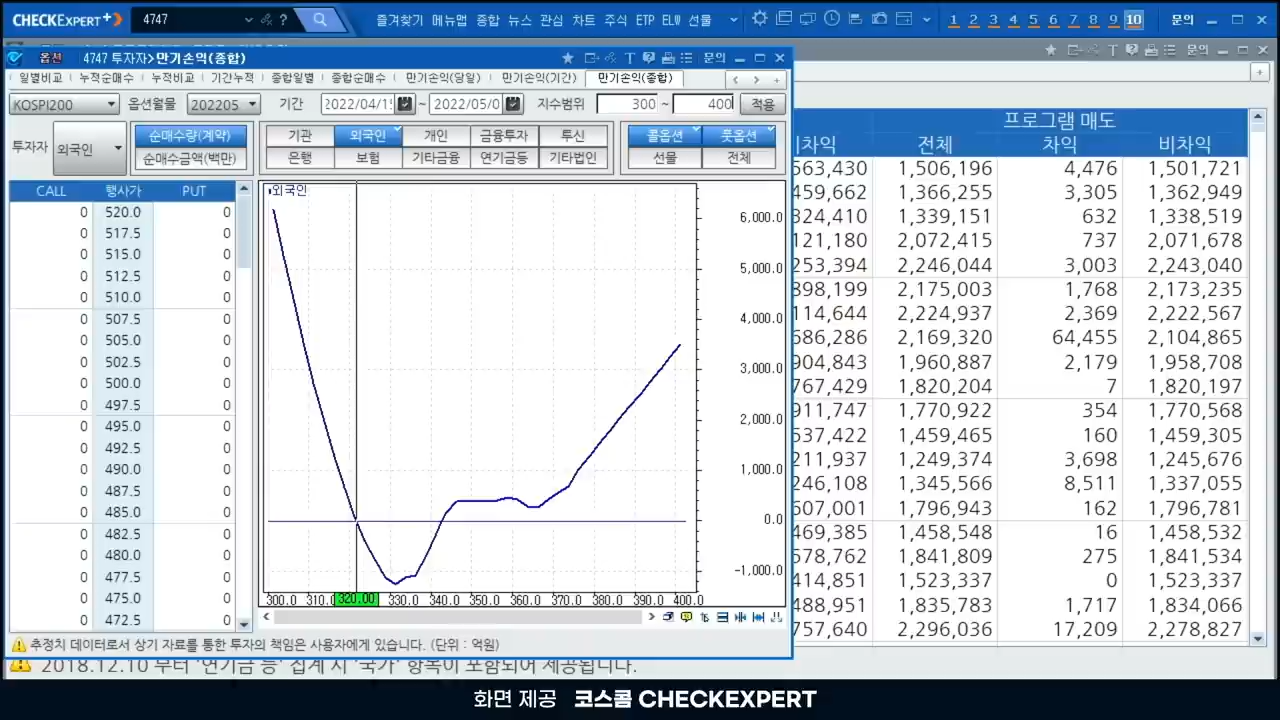 CHECKEXPERT+ 4747 ? 즐겨찾기 메뉴맵 종합 뉴스 관심 차트 주식 ETP ELW 선물 1 2 3 4 5 6 7 8 9 10 문의
옵션 4747 투자자>만기손익(종합) 문의
문의
일별비교 누적순매수 누적비교 기간누적 종합일별 종합순매수 만기손익(당일) 만기손익(기간) 만기손익(종합)
KOSPI200 옵션월물 202205 기간 2022/04/15 ~ 2022/05/0 지수범위 300 ~ 400 적용
투자자 외국인 순매수량(계약) 기관 외국인 개인 금융투자 투신 콜옵션 풋옵션
순매수금액(백만) 은행 보험 기타금융 연기금등 기타법인 선물 전체
CALL 행사가 PUT
0 520.0 0
0 517.5 0
0 515.0 0
0 512.5 0
0 510.0 0
0 507.5 0
0 505.0 0
0 502.5 0
0 500.0 0
0 497.5 0
0 495.0 0
0 492.5 0
0 490.0 0
0 487.5 0
0 485.0 0
0 482.5 0
0 480.0 0
0 477.5 0
0 475.0 0
0 472.5 0
외국인
6,000.0
5,000.0
4,000.0
3,000.0
2,000.0
1,000.0
0.0
-1,000.0
300.0 310.0 320.00 330.0 340.0 350.0 360.0 370.0 380.0 390.0 400.0
프로그램 매도
차익 전체 차익 비차익
563,430 1,506,196 4,476 1,501,721
459,662 1,366,255 3,305 1,362,949
324,410 1,339,151 632 1,338,519
121,180 2,072,415 737 2,071,678
253,394 2,246,044 3,003 2,243,040
898,199 2,175,003 1,768 2,173,235
114,644 2,224,937 2,369 2,222,567
686,286 2,169,320 64,455 2,104,865
904,843 1,960,887 2,179 1,958,708
767,429 1,820,204 7 1,820,197
911,747 1,770,922 354 1,770,568
537,422 1,459,465 160 1,459,305
211,937 1,249,374 3,698 1,245,676
246,108 1,345,566 8,511 1,337,055
507,001 1,796,943 162 1,796,781
469,385 1,458,548 16 1,458,532
578,762 1,841,809 275 1,841,534
414,851 1,523,337 0 1,523,337
488,951 1,835,783 1,717 1,834,066
757,640 2,296,036 17,209 2,278,827
추정치 데이터로서 상기 자료를 통한 투자의 책임은 사용자에게 있습니다. (단위 : 억원)
2018.12.10 부터 '연기금 등' 집계 시 '국가' 항목이 포함되어 제공됩니다.
화면 제공 코스콤 CHECKEXPERT